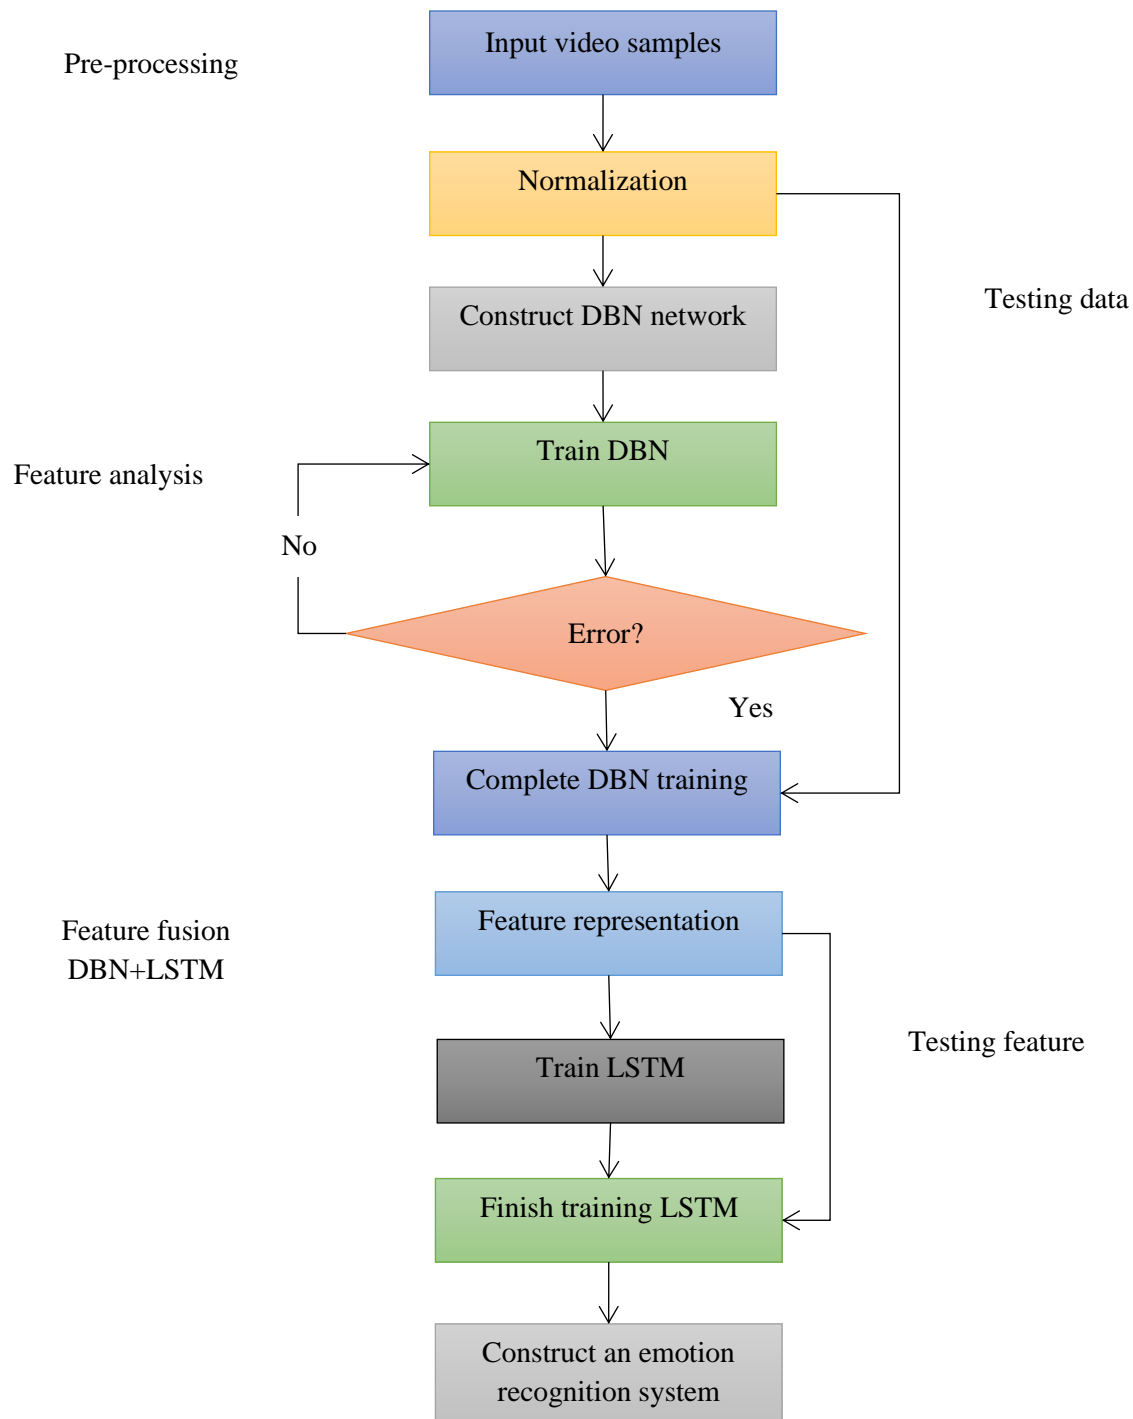 Input video samples
Pre-processing
Normalization
Testing data
Construct DBN network
Train DBN
Feature analysis
No
Error?
Yes
Complete DBN training
Feature representation
Feature fusion
DBN+LSTM
Testing feature
Train LSTM
Finish training LSTM
Construct an emotion
recognition system